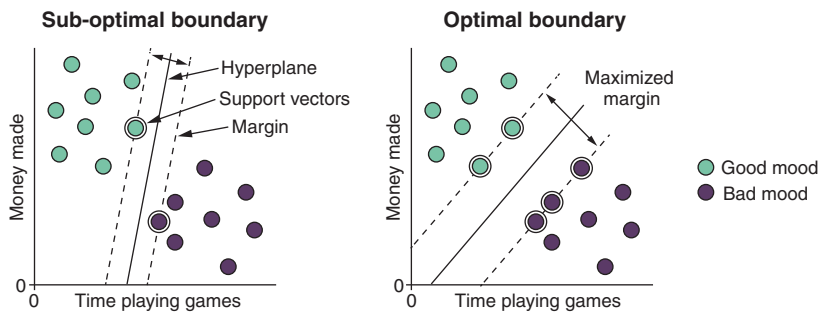 Sub-optimal boundary
Hyperplane
Support vectors
Margin
Money made
0
0
Time playing games
Optimal boundary
Maximized
margin
Money made
0
0
Time playing games
Good mood
Bad mood